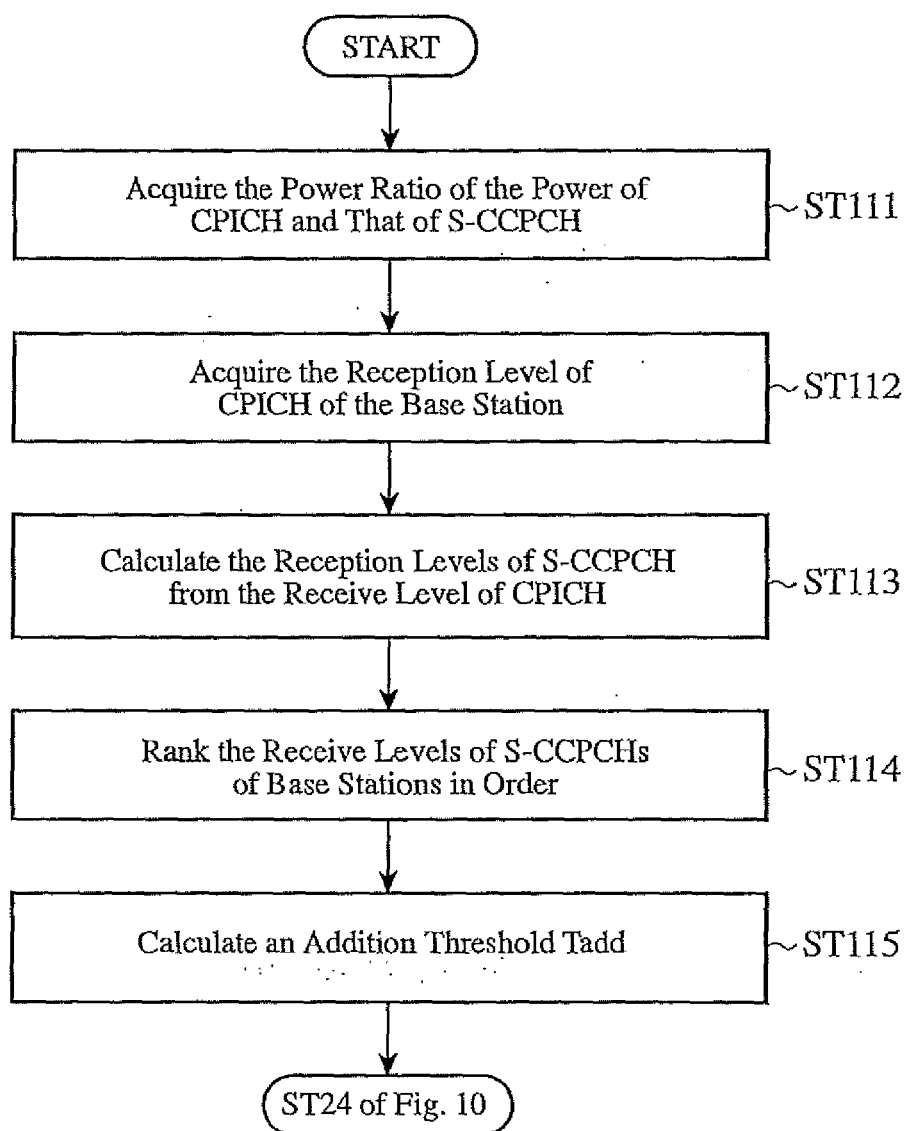 START
Acquire the Power Ratio of the Power of
CPICH and That of S-CCPCH
ST111
Acquire the Reception Level of
CPICH of the Base Station
ST112
Calculate the Reception Levels of S-CCPCH
from the Receive Level of CPICH
ST113
Rank the Receive Levels of S-CCPCHs
of Base Stations in Order
ST114
Calculate an Addition Threshold Tadd
ST115
ST24 of Fig. 10